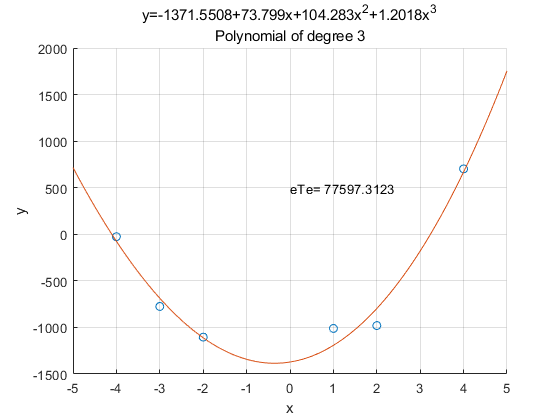 y=-1371.5508+73.799x+104.283x²+1.2018x³
Polynomial of degree 3
2000
1500
1000
500
0
-500
-1000
-1500
y
eTe= 77597.3123
-5 -4 -3 -2 -1 0 1 2 3 4 5
x